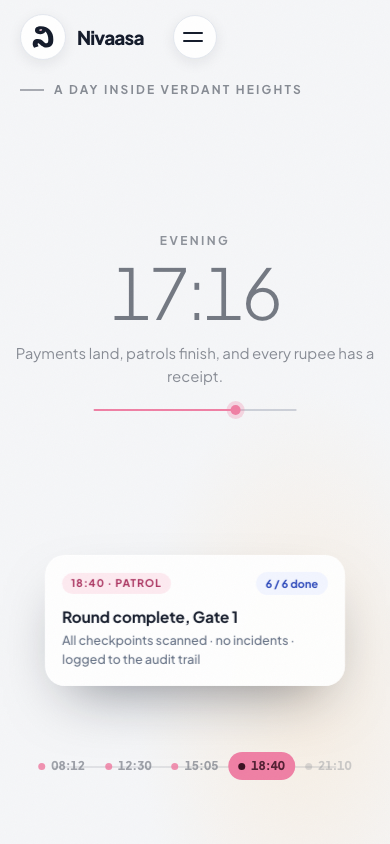 Nivaasa
A DAY INSIDE VERDANT HEIGHTS
EVENING
17:16
Payments land, patrols finish, and every rupee has a
receipt.
18:40 · PATROL
6 / 6 done
Round complete, Gate 1
All checkpoints scanned · no incidents ·
logged to the audit trail
08:12 12:30 15:05 18:40 21:10